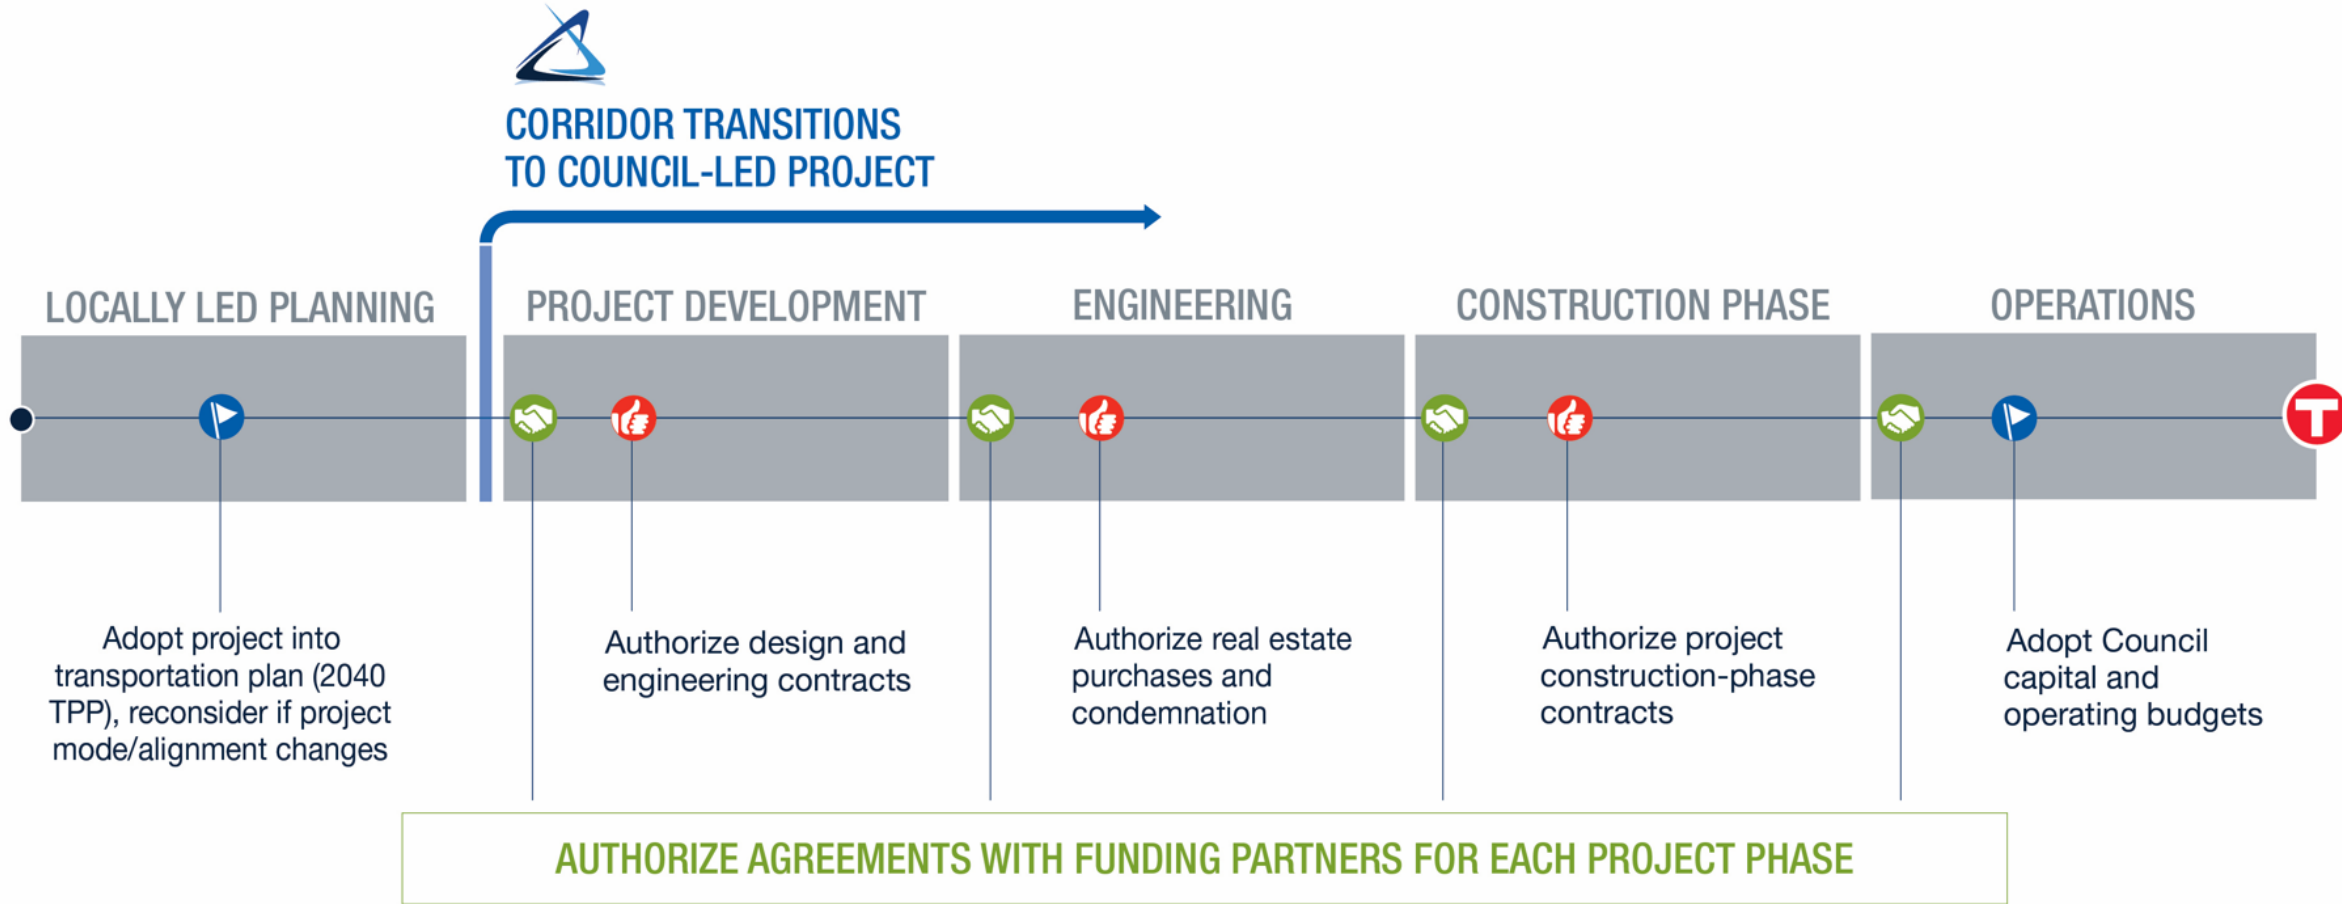 CORRIDOR TRANSITIONS
TO COUNCIL-LED PROJECT
LOCALLY LED PLANNING
PROJECT DEVELOPMENT
ENGINEERING
CONSTRUCTION PHASE
OPERATIONS
T
Adopt project into
transportation plan (2040
TPP), reconsider if project
mode/alignment changes
Authorize design and
engineering contracts
Authorize real estate
purchases and
condemnation
Authorize project
construction-phase
contracts
Adopt Council
capital and
operating budgets
AUTHORIZE AGREEMENTS WITH FUNDING PARTNERS FOR EACH PROJECT PHASE